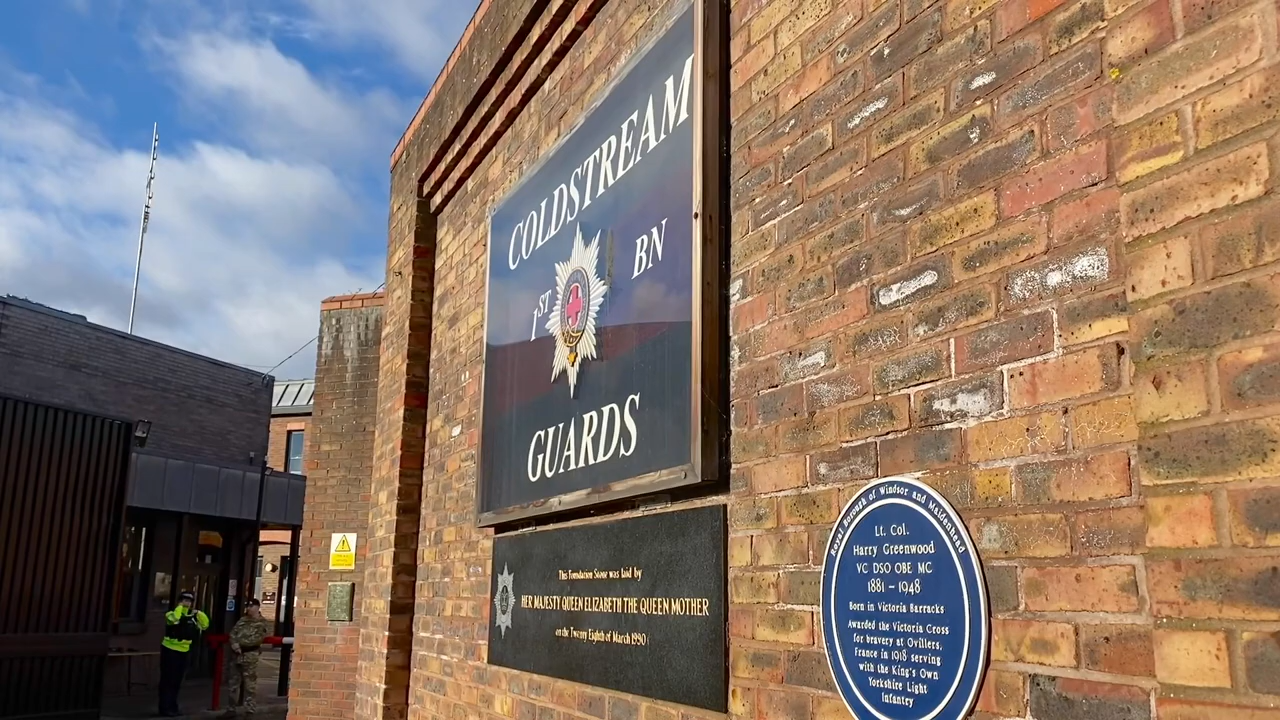 COLDSTREAM
1ST BN
GUARDS
This Foundation Stone was laid by
HER MAJESTY QUEEN ELIZABETH THE QUEEN MOTHER
on the Twenty Eighth of March 1990
Royal Borough of Windsor and Maidenhead
Lt. Col.
Harry Greenwood
VC DSO OBE MC
1881 - 1948
Born in Victoria Barracks
Awarded the Victoria Cross
for bravery at Ovillers,
France in 1918 serving
with the King's Own
Yorkshire Light
Infantry